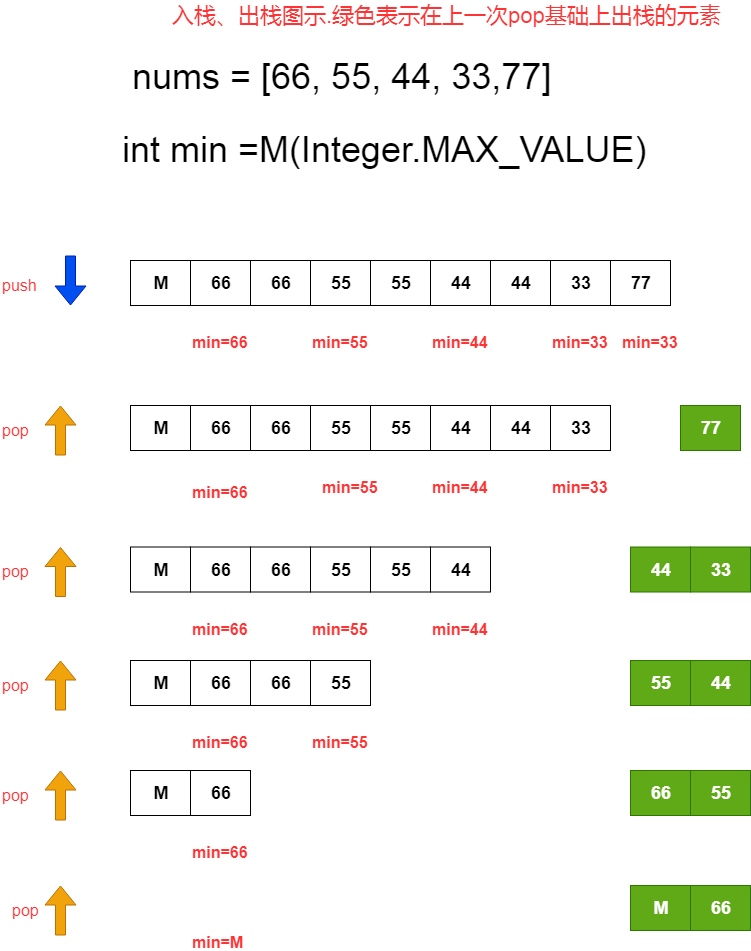 入栈、出栈图示.绿色表示在上一次pop基础上出栈的元素
nums = [66, 55, 44, 33,77]
int min =M(Integer.MAX_VALUE)
push M 66 66 55 55 44 44 33 77
min=66 min=55 min=44 min=33 min=33
pop M 66 66 55 55 44 44 33 77
min=66 min=55 min=44 min=33
pop M 66 66 55 55 44 44 33
min=66 min=55 min=44
pop M 66 66 55 55 44
min=66 min=55
pop M 66 66 55
min=66
pop M 66
min=M